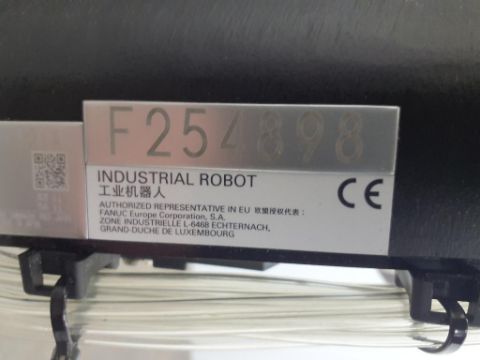 F254898
INDUSTRIAL ROBOT
工业机器人
AUTHORIZED REPRESENTATIVE IN EU 欧盟授权代表：
FANUC Europe Corporation, S.A.
ZONE INDUSTRIELLE L-6468 ECHTERNACH,
GRAND-DUCHE DE LUXEMBOURG
CE